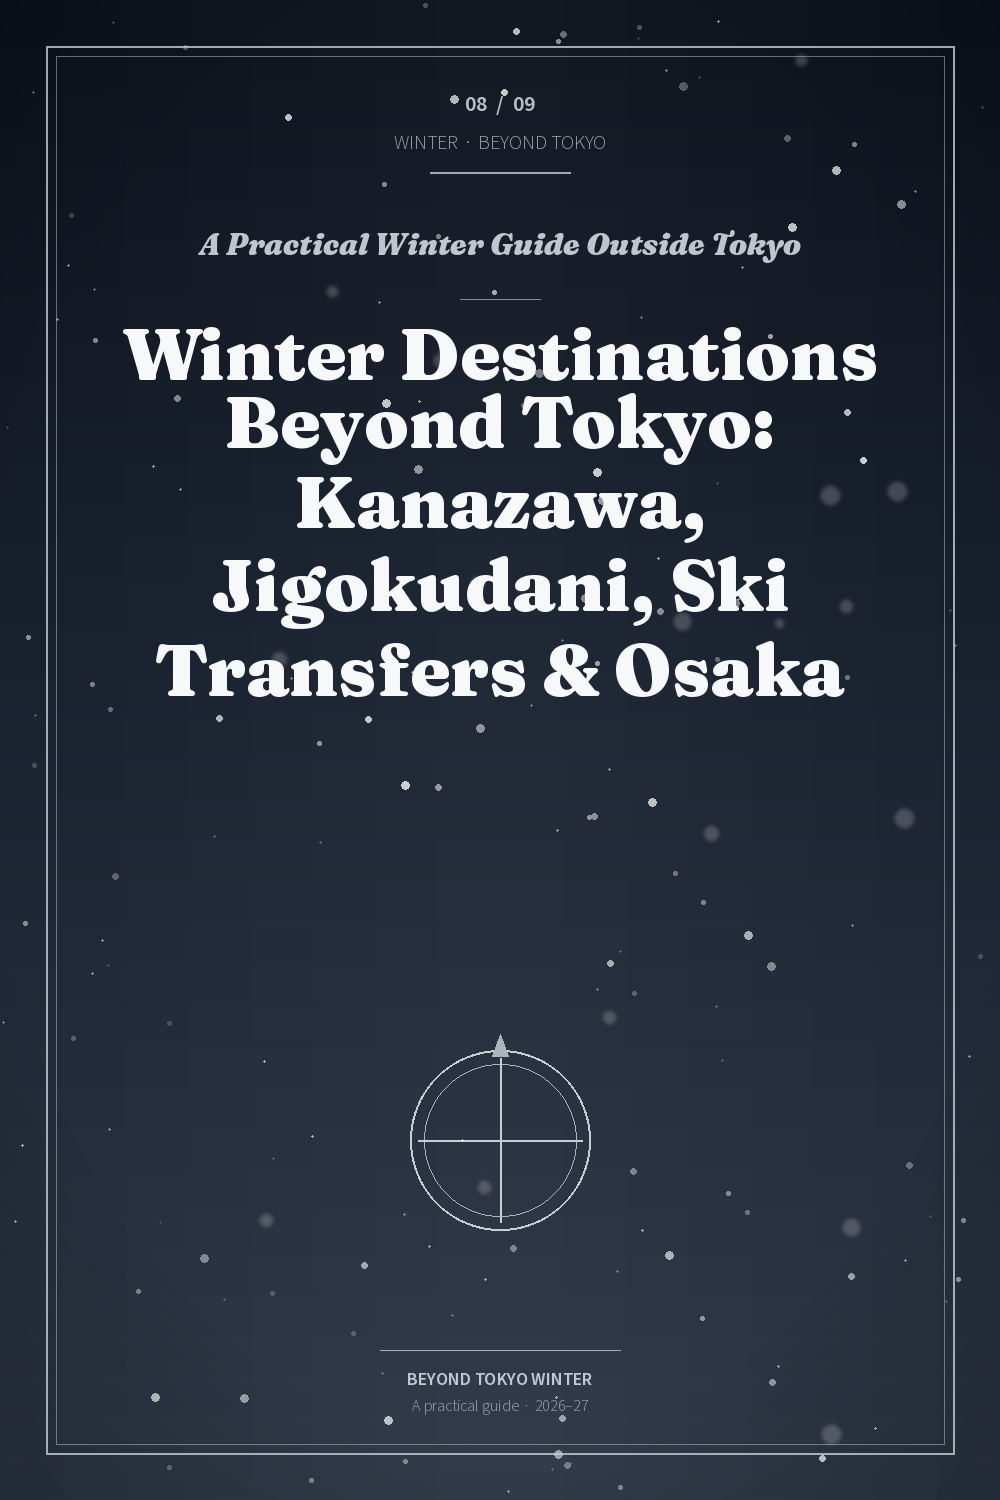 08 / 09
WINTER · BEYOND TOKYO
A Practical Winter Guide Outside Tokyo
Winter Destinations
Beyond Tokyo:
Kanazawa,
Jigokudani, Ski
Transfers & Osaka
BEYOND TOKYO WINTER
A practical guide · 2026–27